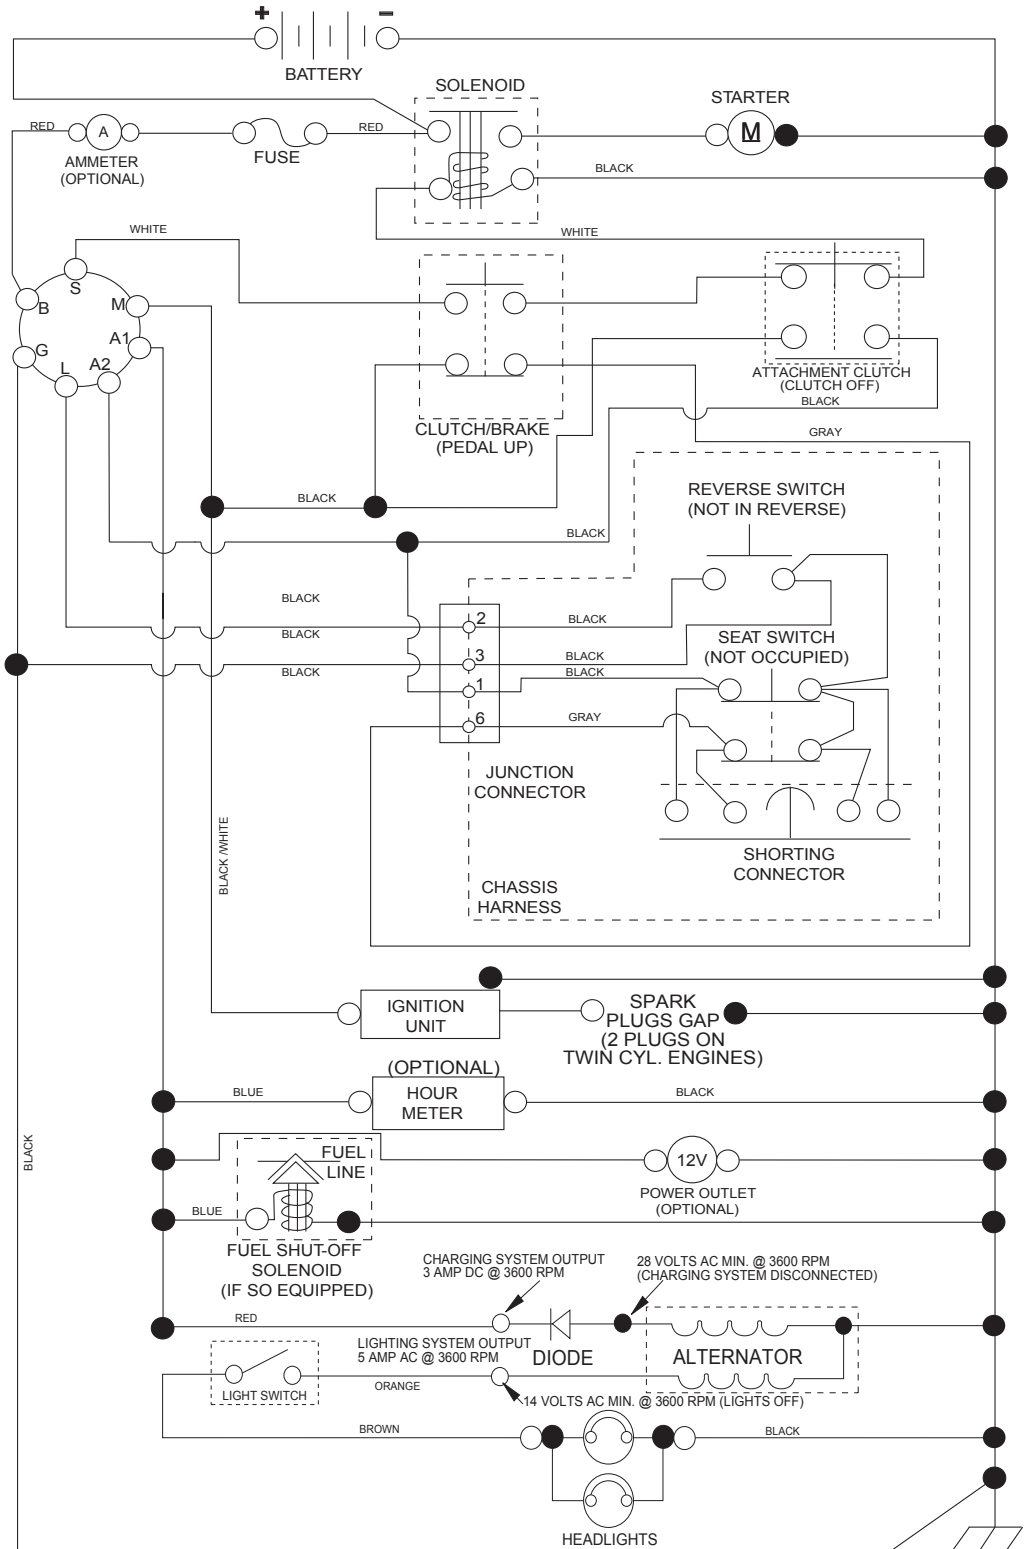 + −
BATTERY
SOLENOID
STARTER
RED
A
RED
M
AMMETER
(OPTIONAL)
FUSE
BLACK
WHITE
WHITE
S
B
M
A1
G
A2
L
ATTACHMENT CLUTCH
(CLUTCH OFF)
BLACK
CLUTCH/BRAKE
(PEDAL UP)
GRAY
REVERSE SWITCH
(NOT IN REVERSE)
BLACK
BLACK
BLACK
2
BLACK
BLACK
SEAT SWITCH
(NOT OCCUPIED)
3
BLACK
BLACK
BLACK
1
6
GRAY
JUNCTION
CONNECTOR
BLACK /WHITE
SHORTING
CONNECTOR
CHASSIS
HARNESS
IGNITION
UNIT
SPARK
PLUGS GAP
(2 PLUGS ON
TWIN CYL. ENGINES)
(OPTIONAL)
HOUR
METER
BLUE
BLACK
BLACK
FUEL
LINE
12V
POWER OUTLET
(OPTIONAL)
BLUE
FUEL SHUT-OFF
SOLENOID
(IF SO EQUIPPED)
CHARGING SYSTEM OUTPUT
3 AMP DC @ 3600 RPM
28 VOLTS AC MIN. @ 3600 RPM
(CHARGING SYSTEM DISCONNECTED)
RED
LIGHTING SYSTEM OUTPUT
5 AMP AC @ 3600 RPM
DIODE
ALTERNATOR
LIGHT SWITCH
ORANGE
14 VOLTS AC MIN. @ 3600 RPM (LIGHTS OFF)
BROWN
BLACK
HEADLIGHTS